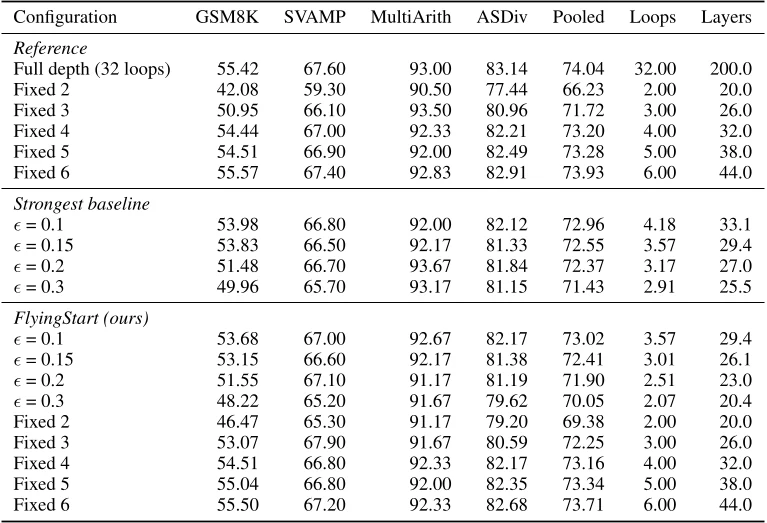 Configuration GSM8K SVAMP MultiArith ASDiv Pooled Loops Layers
Reference
Full depth (32 loops) 55.42 67.60 93.00 83.14 74.04 32.00 200.0
Fixed 2 42.08 59.30 90.50 77.44 66.23 2.00 20.0
Fixed 3 50.95 66.10 93.50 80.96 71.72 3.00 26.0
Fixed 4 54.44 67.00 92.33 82.21 73.20 4.00 32.0
Fixed 5 54.51 66.90 92.00 82.49 73.28 5.00 38.0
Fixed 6 55.57 67.40 92.83 82.91 73.93 6.00 44.0
Strongest baseline
ϵ = 0.1 53.98 66.80 92.00 82.12 72.96 4.18 33.1
ϵ = 0.15 53.83 66.50 92.17 81.33 72.55 3.57 29.4
ϵ = 0.2 51.48 66.70 93.67 81.84 72.37 3.17 27.0
ϵ = 0.3 49.96 65.70 93.17 81.15 71.43 2.91 25.5
FlyingStart (ours)
ϵ = 0.1 53.68 67.00 92.67 82.17 73.02 3.57 29.4
ϵ = 0.15 53.15 66.60 92.17 81.38 72.41 3.01 26.1
ϵ = 0.2 51.55 67.10 91.17 81.19 71.90 2.51 23.0
ϵ = 0.3 48.22 65.20 91.67 79.62 70.05 2.07 20.4
Fixed 2 46.47 65.30 91.17 79.20 69.38 2.00 20.0
Fixed 3 53.07 67.90 91.67 80.59 72.25 3.00 26.0
Fixed 4 54.51 66.80 92.33 82.17 73.16 4.00 32.0
Fixed 5 55.04 66.80 92.00 82.35 73.34 5.00 38.0
Fixed 6 55.50 67.20 92.33 82.68 73.71 6.00 44.0